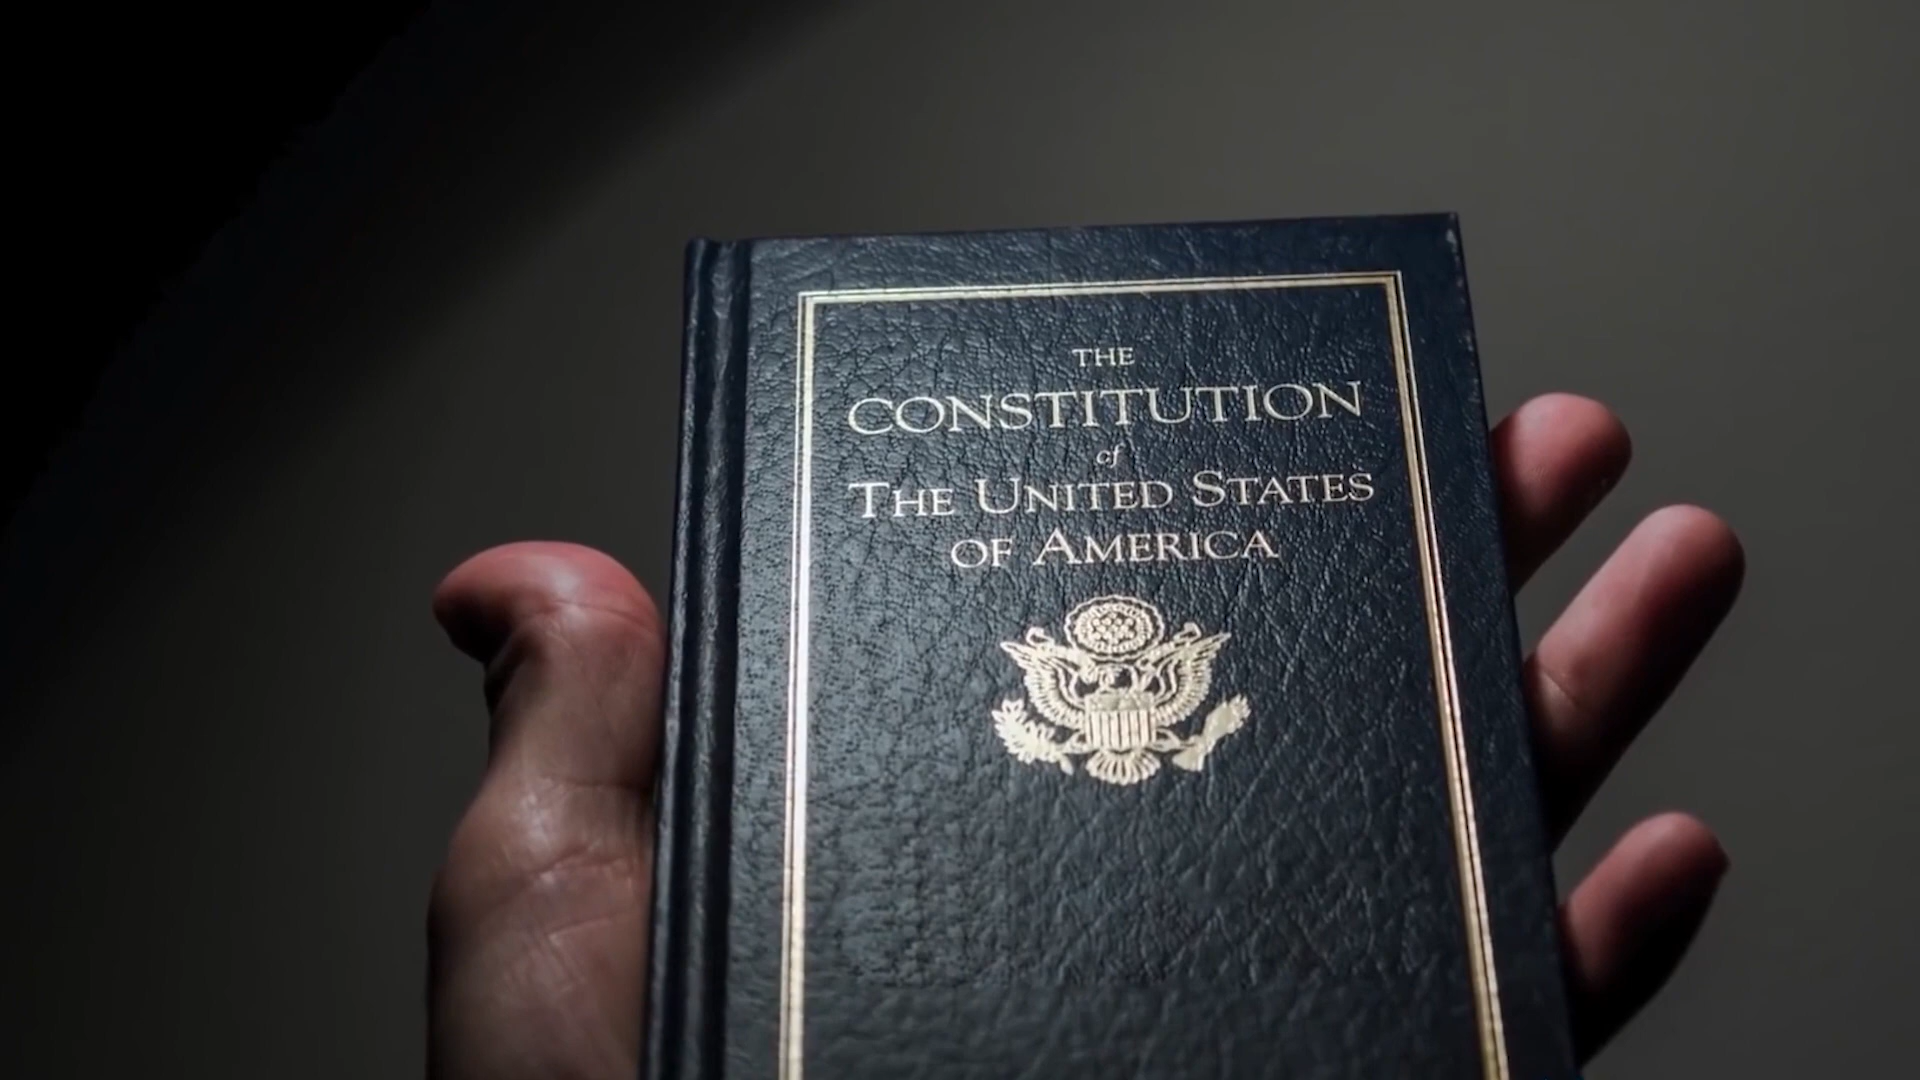 THE
CONSTITUTION
of
THE UNITED STATES
OF AMERICA